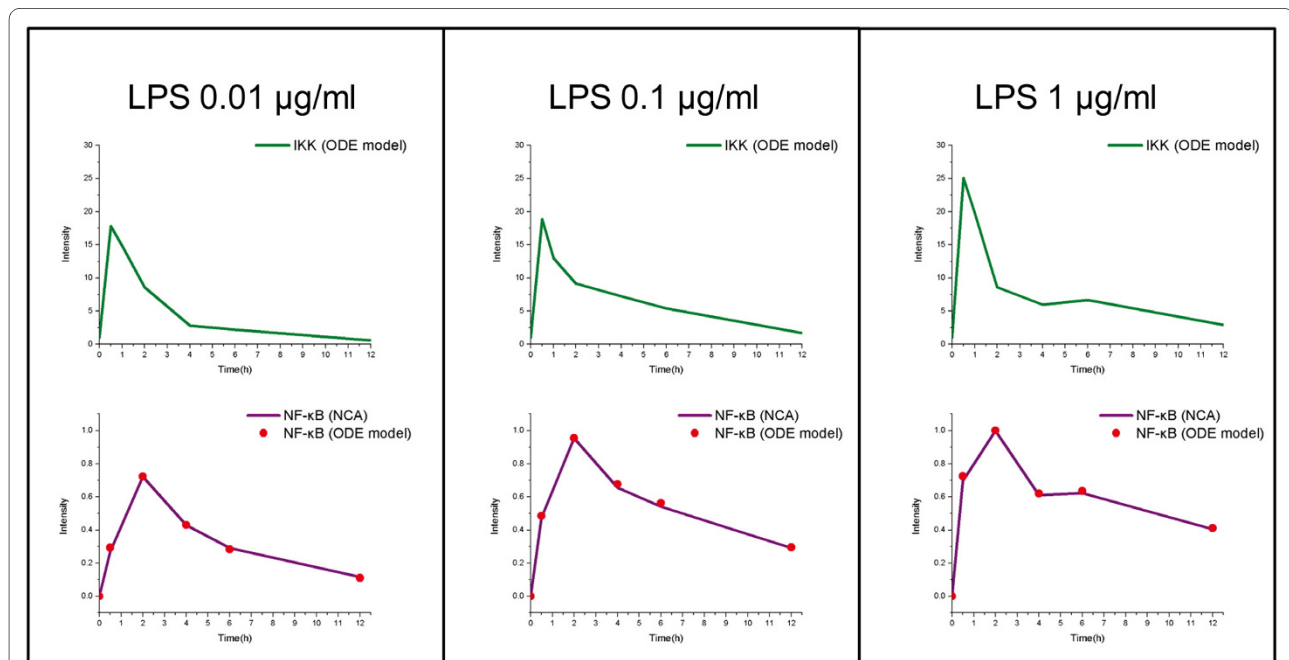 LPS 0.01 µg/ml
IKK (ODE model)
30
25
20
15
10
5
0
Intensity
0 1 2 3 4 5 6 7 8 9 10 11 12
Time(h)
NF-κB (NCA)
NF-κB (ODE model)
1.0
0.8
0.6
0.4
0.2
0.0
Intensity
0 1 2 3 4 5 6 7 8 9 10 11 12
Time(h)
LPS 0.1 µg/ml
IKK (ODE model)
30
25
20
15
10
5
0
Intensity
0 1 2 3 4 5 6 7 8 9 10 11 12
Time(h)
NF-κB (NCA)
NF-κB (ODE model)
1.0
0.8
0.6
0.4
0.2
0.0
Intensity
0 1 2 3 4 5 6 7 8 9 10 11 12
Time(h)
LPS 1 µg/ml
IKK (ODE model)
30
25
20
15
10
5
0
Intensity
0 1 2 3 4 5 6 7 8 9 10 11 12
Time(h)
NF-κB (NCA)
NF-κB (ODE model)
1.0
0.8
0.6
0.4
0.2
0.0
Intensity
0 1 2 3 4 5 6 7 8 9 10 11 12
Time(h)